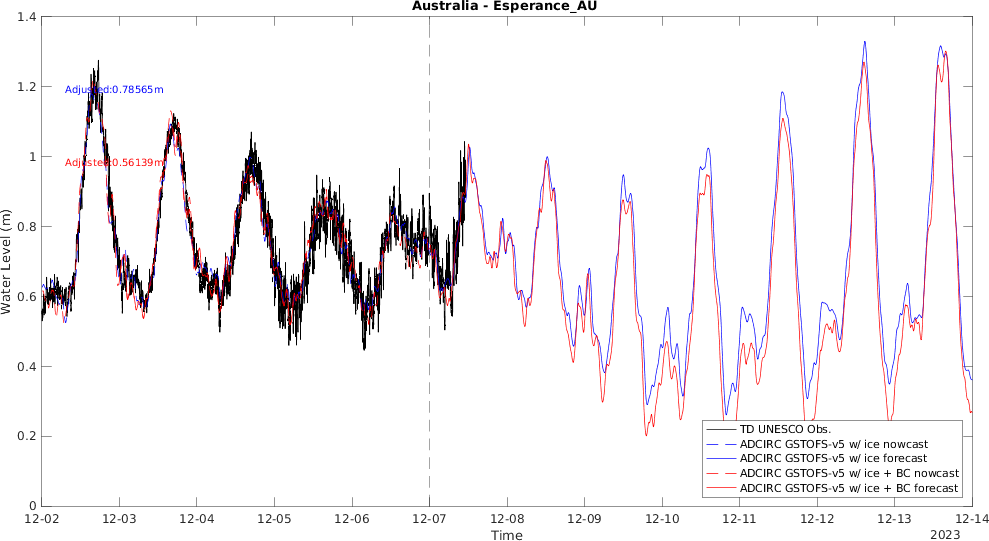 Australia - Esperance_AU
1.4
1.2
1
0.8
0.6
0.4
0.2
0
Water Level (m)
Adjusted:0.78565m
Adjusted:0.56139m
TD UNESCO Obs.
ADCIRC GSTOFS-v5 w/ ice nowcast
ADCIRC GSTOFS-v5 w/ ice forecast
ADCIRC GSTOFS-v5 w/ ice + BC nowcast
ADCIRC GSTOFS-v5 w/ ice + BC forecast
12-02 12-03 12-04 12-05 12-06 12-07 12-08 12-09 12-10 12-11 12-12 12-13 12-14
Time
2023